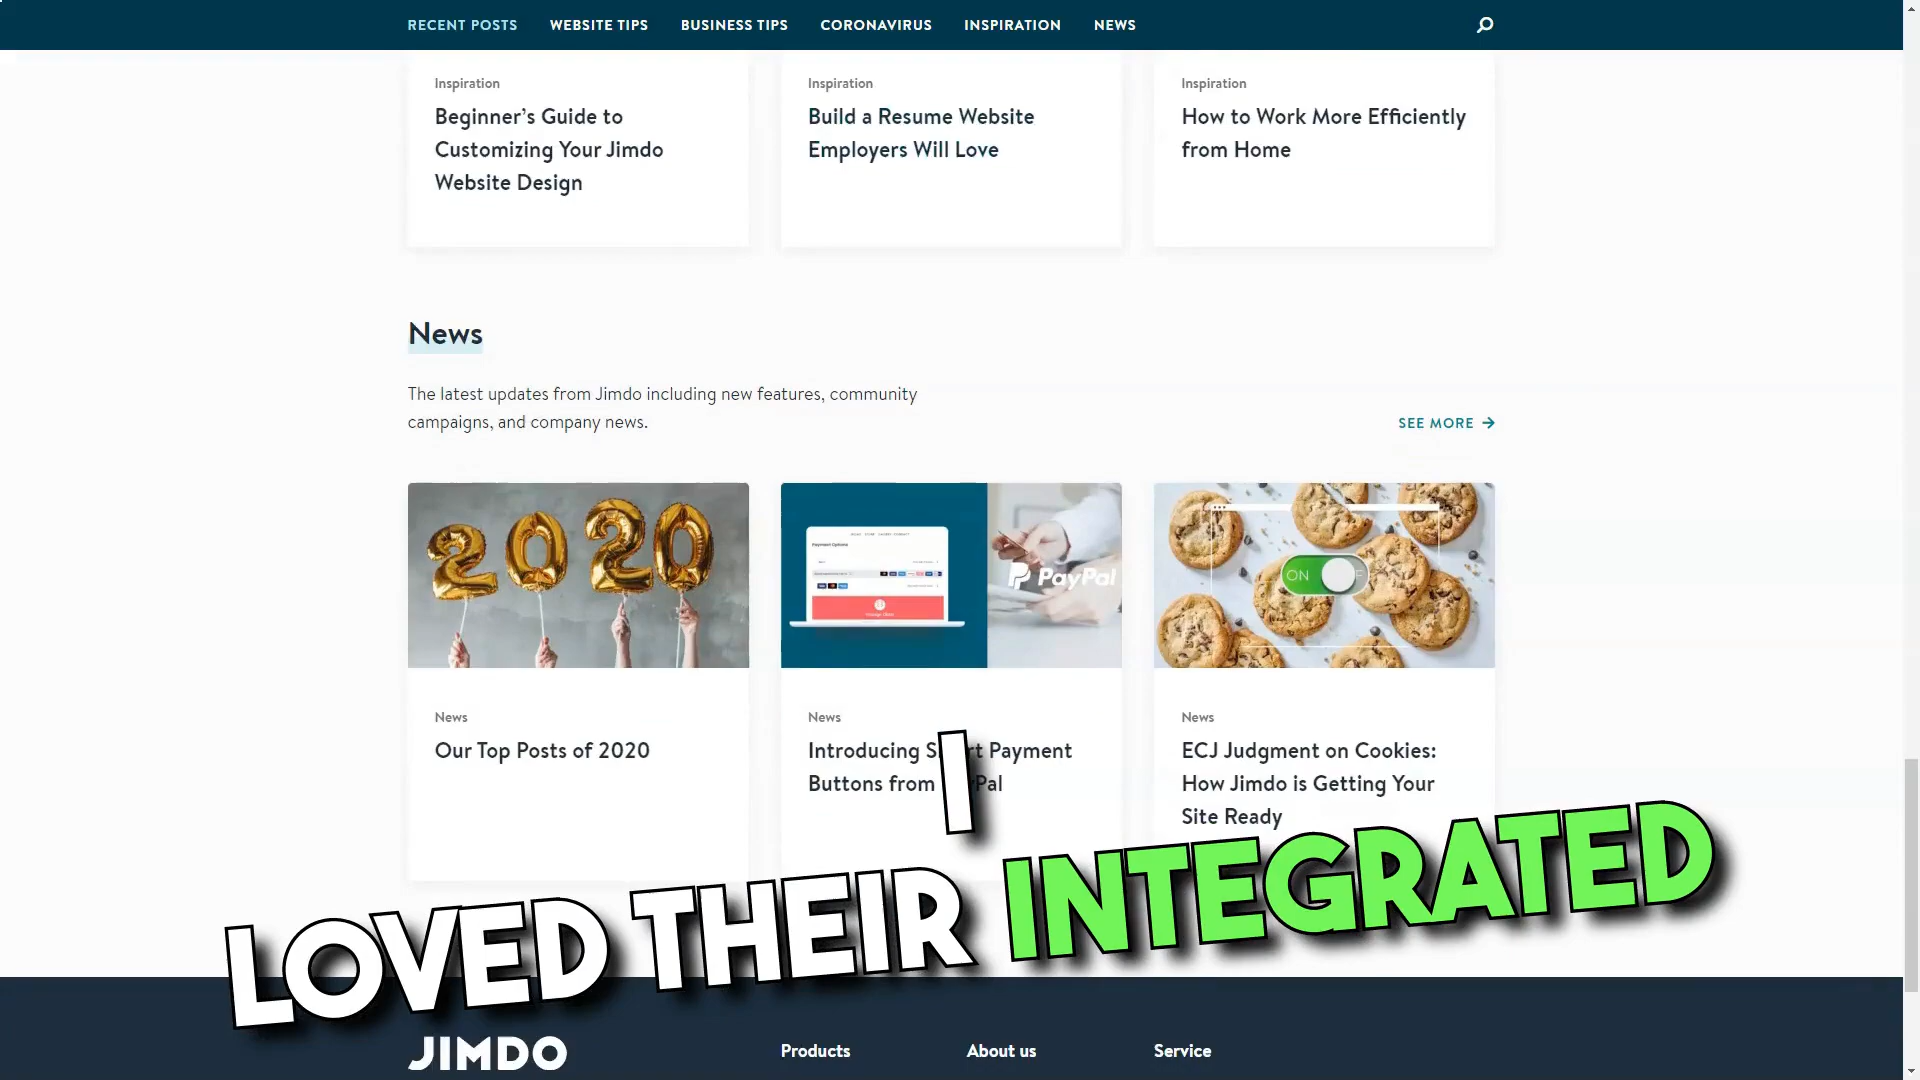 RECENT POSTS WEBSITE TIPS BUSINESS TIPS CORONAVIRUS INSPIRATION NEWS
Inspiration
Beginner's Guide to
Customizing Your Jimdo
Website Design
Inspiration
Build a Resume Website
Employers Will Love
Inspiration
How to Work More Efficiently
from Home
News
The latest updates from Jimdo including new features, community
campaigns, and company news.
SEE MORE
2020
Payment Options
PayPal
ON
News
Our Top Posts of 2020
News
Introducing Payment
Buttons from
News
ECJ Judgment on Cookies:
How Jimdo is Getting Your
Site Ready
I
LOVED THEIR INTEGRATED
JIMDO
Products
About us
Service